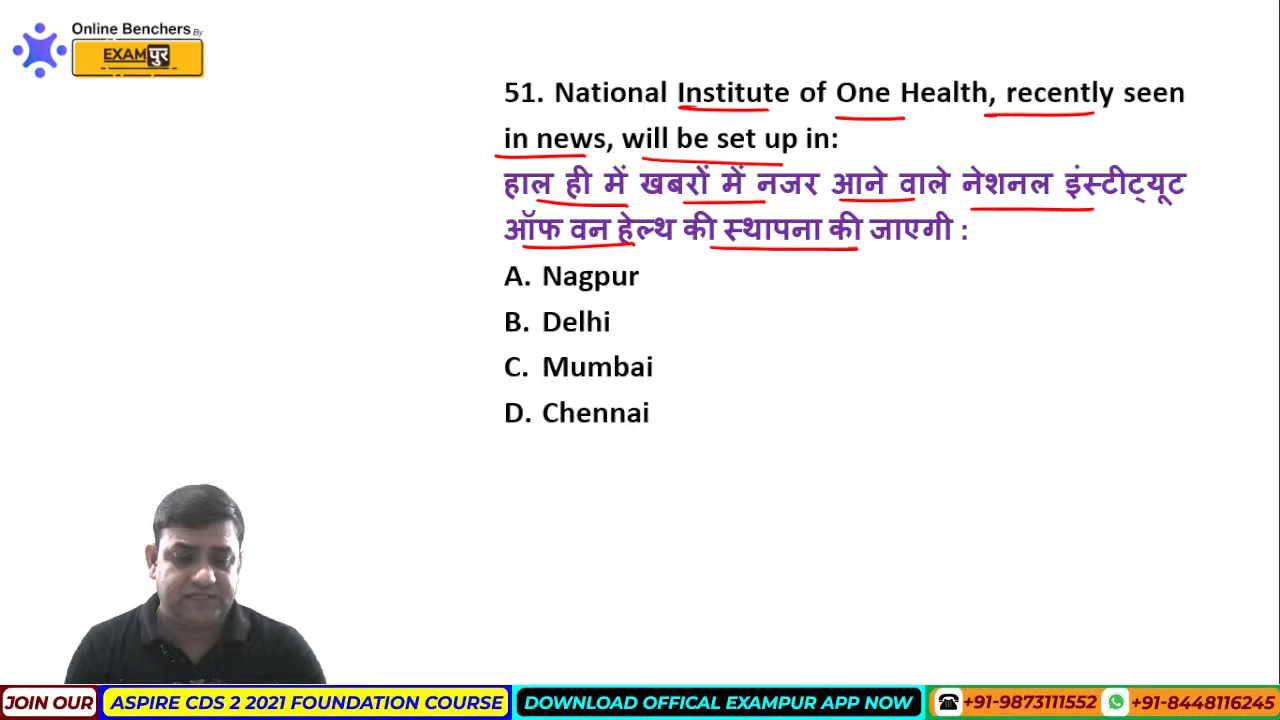 Online Benchers By
EXAMपुर
51. National Institute of One Health, recently seen
in news, will be set up in:
हाल ही में खबरों में नजर आने वाले नेशनल इंस्टीट्यूट
ऑफ वन हेल्थ की स्थापना की जाएगी :
A. Nagpur
B. Delhi
C. Mumbai
D. Chennai
JOIN OUR ASPIRE CDS 2 2021 FOUNDATION COURSE DOWNLOAD OFFICAL EXAMPUR APP NOW +91-9873111552 +91-8448116245